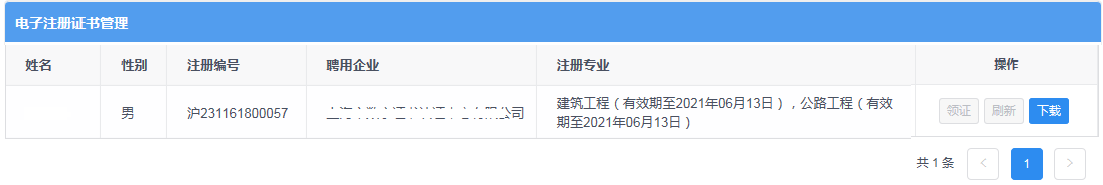 电子注册证书管理
姓名 性别 注册编号 聘用企业 注册专业 操作
男 沪231161800057 有限公司 建筑工程（有效期至2021年06月13日），公路工程（有效期至2021年06月13日） 领证 刷新 下载
共 1 条 < 1 >